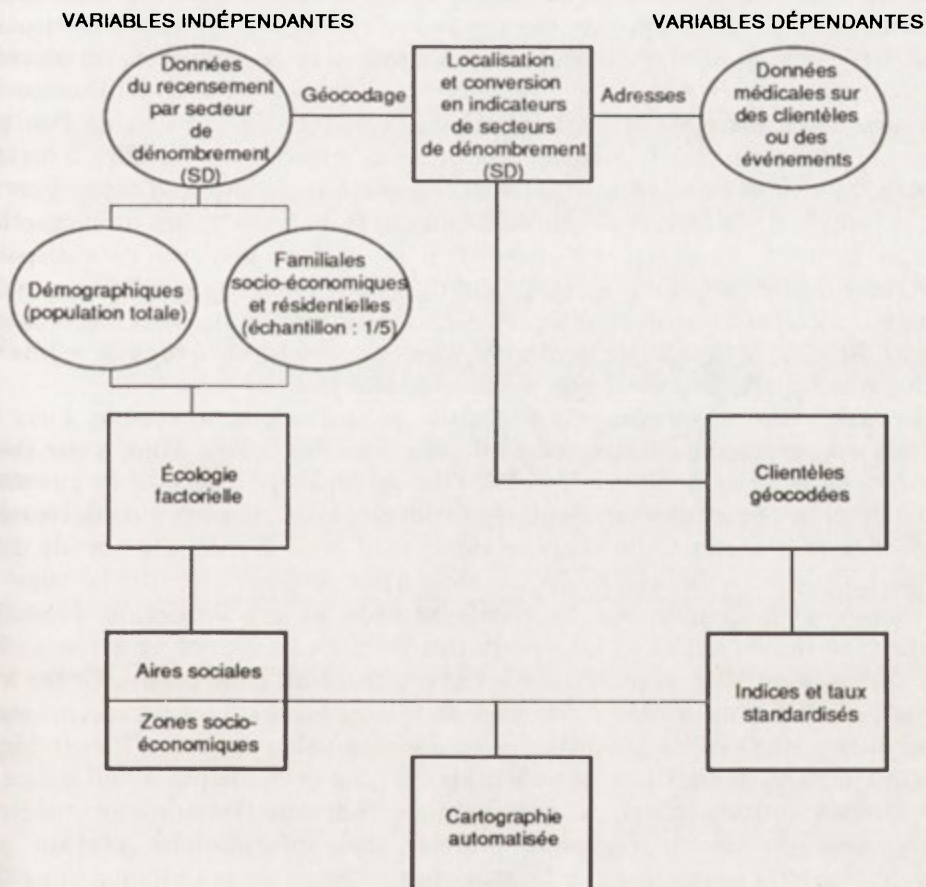 VARIABLES INDÉPENDANTES
VARIABLES DÉPENDANTES
Données
du recensement
par secteur
de
dénombrement
(SD)
Géocodage
Localisation
et conversion
en indicateurs
de secteurs
de dénombrement
(SD)
Adresses
Données
médicales sur
des clientèles
ou des
événements
Démographiques
(population totale)
Familiales
socio-économiques
et résidentielles
(échantillon : 1/5)
Écologie
factorielle
Clientèles
géocodées
Aires sociales
Zones socio-
économiques
Indices et taux
standardisés
Cartographie
automatisée